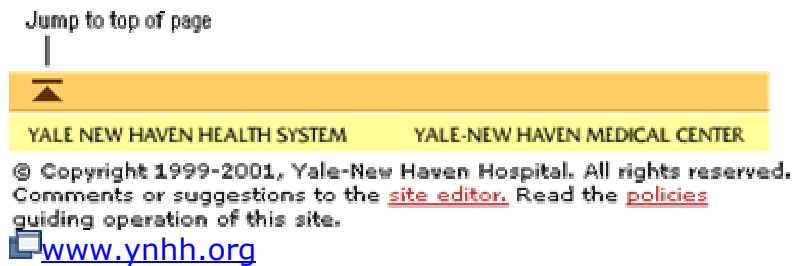 Jump to top of page
YALE NEW HAVEN HEALTH SYSTEM YALE-NEW HAVEN MEDICAL CENTER
© Copyright 1999-2001, Yale-New Haven Hospital. All rights reserved.
Comments or suggestions to the site editor. Read the policies
guiding operation of this site.
www.ynhh.org